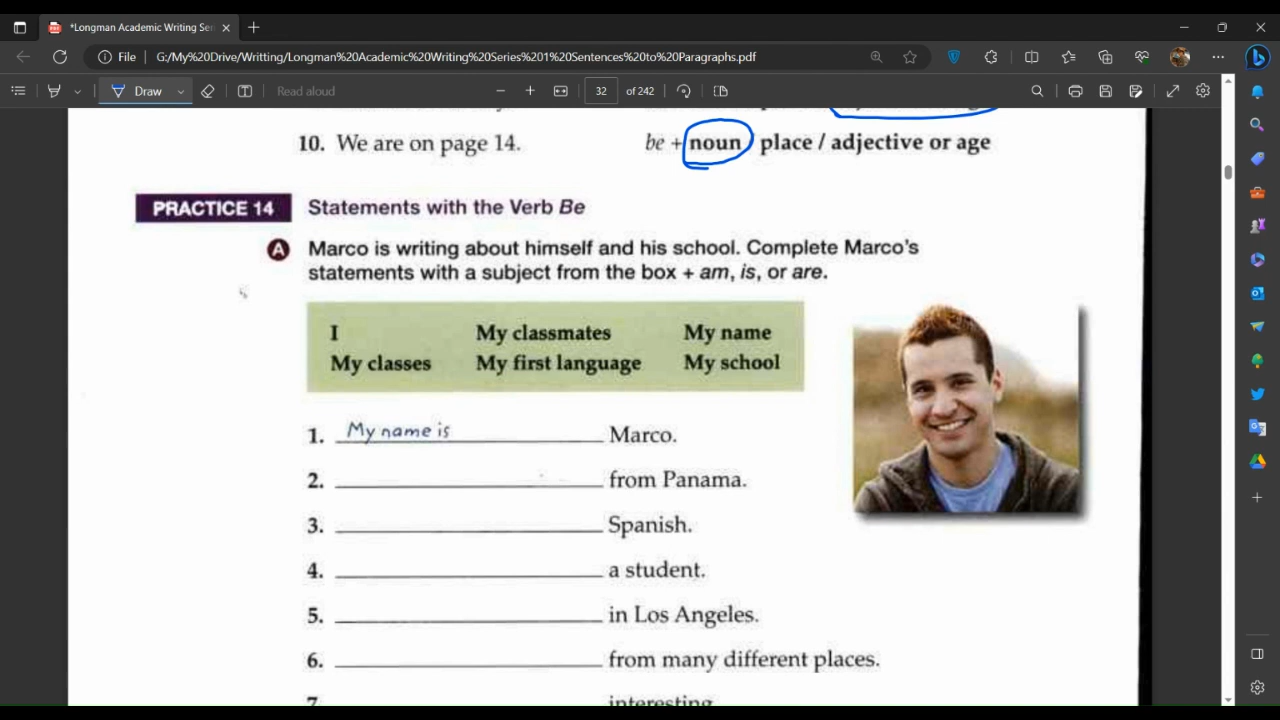 *Longman Academic Writing Ser
File G:/My%20Drive/Writting/Longman%20Academic%20Writing%20Series%201%20Sentences%20to%20Paragraphs.pdf
Draw Read aloud 32 of 242
10. We are on page 14. be + noun / place / adjective or age
PRACTICE 14 Statements with the Verb Be
A Marco is writing about himself and his school. Complete Marco's
statements with a subject from the box + am, is, or are.
I My classmates My name
My classes My first language My school
1. My name is Marco.
2. from Panama.
3. Spanish.
4. a student.
5. in Los Angeles.
6. from many different places.
7. interesting.